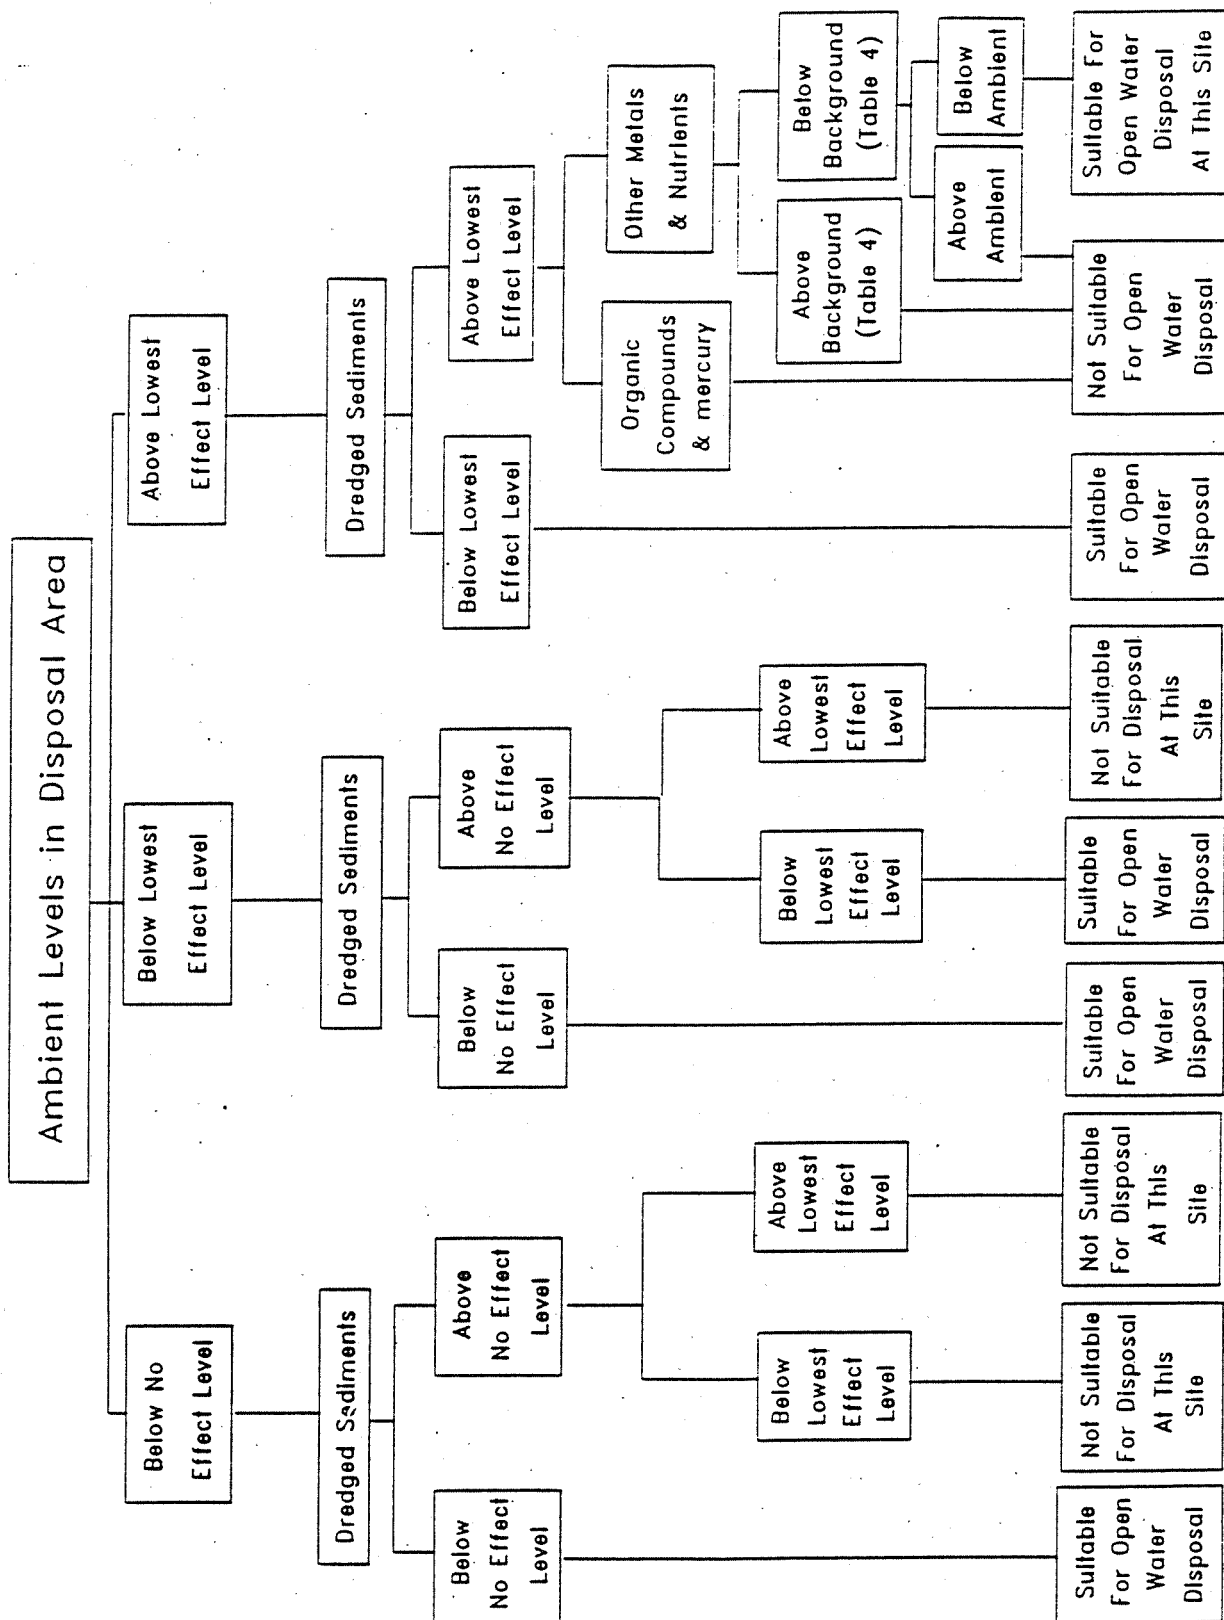 Ambient Levels in Disposal Area
Below No
Effect Level
Below Lowest
Effect Level
Above Lowest
Effect Level
Dredged Sediments
Dredged Sediments
Dredged Sediments
Below
No Effect
Level
Above
No Effect
Level
Below
No Effect
Level
Above
No Effect
Level
Below Lowest
Effect Level
Above Lowest
Effect Level
Organic
Compounds
& mercury
Other Metals
& Nutrients
Below
Lowest
Effect
Level
Above
Lowest
Effect
Level
Below
Lowest
Effect
Level
Above
Lowest
Effect
Level
Above
Background
(Table 4)
Below
Background
(Table 4)
Above
Ambient
Below
Ambient
Suitable
For Open
Water
Disposal
Not Suitable
For Disposal
At This
Site
Not Suitable
For Disposal
At This
Site
Suitable
For Open
Water
Disposal
Suitable
For Open
Water
Disposal
Not Suitable
For Disposal
At This
Site
Suitable
For Open
Water
Disposal
Not Suitable
For Open
Water
Disposal
Suitable For
Open Water
Disposal
At This Site